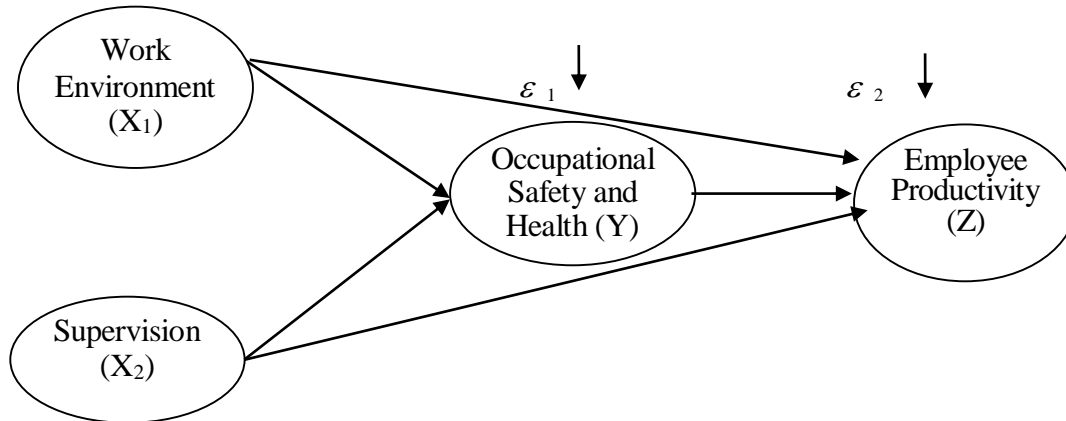 Work
Environment
(X₁)
ε 1
ε 2
Occupational
Safety and
Health (Y)
Employee
Productivity
(Z)
Supervision
(X₂)